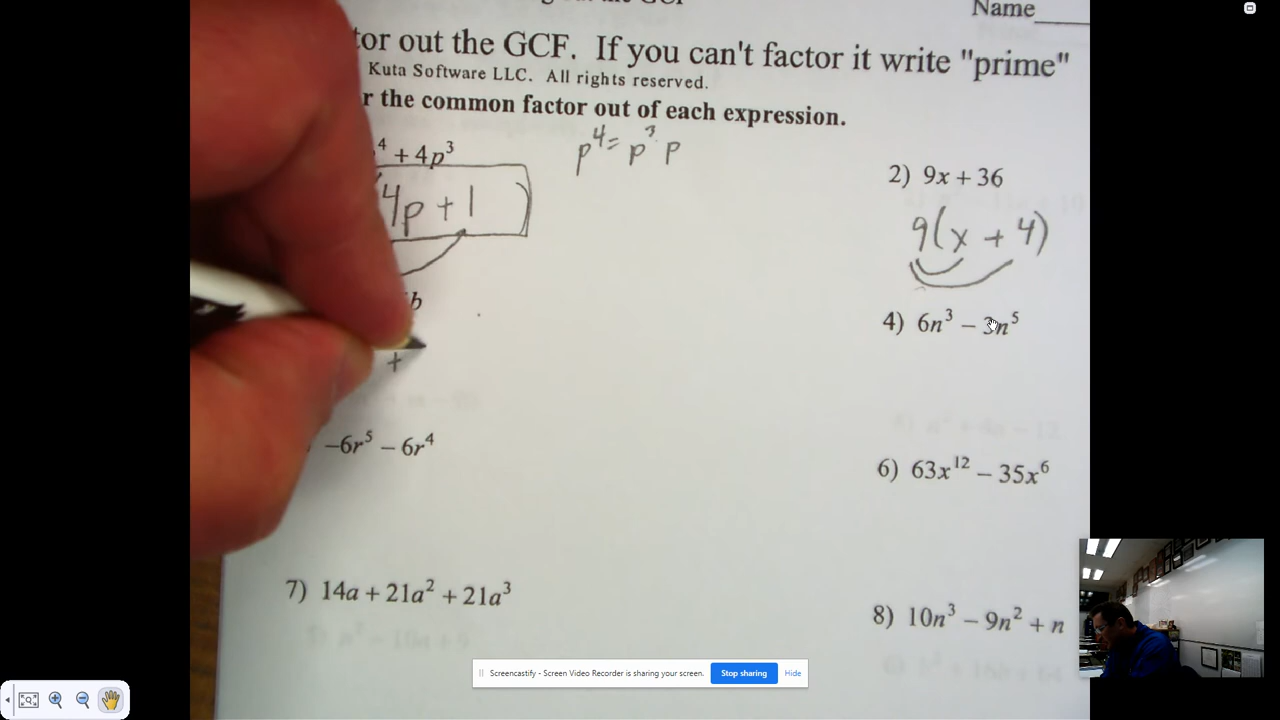 Name
tor out the GCF. If you can't factor it write "prime"
Kuta Software LLC. All rights reserved.
r the common factor out of each expression.
⁴ + 4p³
p⁴ = p³ p
4p + 1 )
2) 9x + 36
9(x + 4)
b
+
4) 6n³ − 3n⁵
−6r⁵ − 6r⁴
6) 63x¹² − 35x⁶
7) 14a + 21a² + 21a³
8) 10n³ − 9n² + n
Screencastify - Screen Video Recorder is sharing your screen. Stop sharing Hide